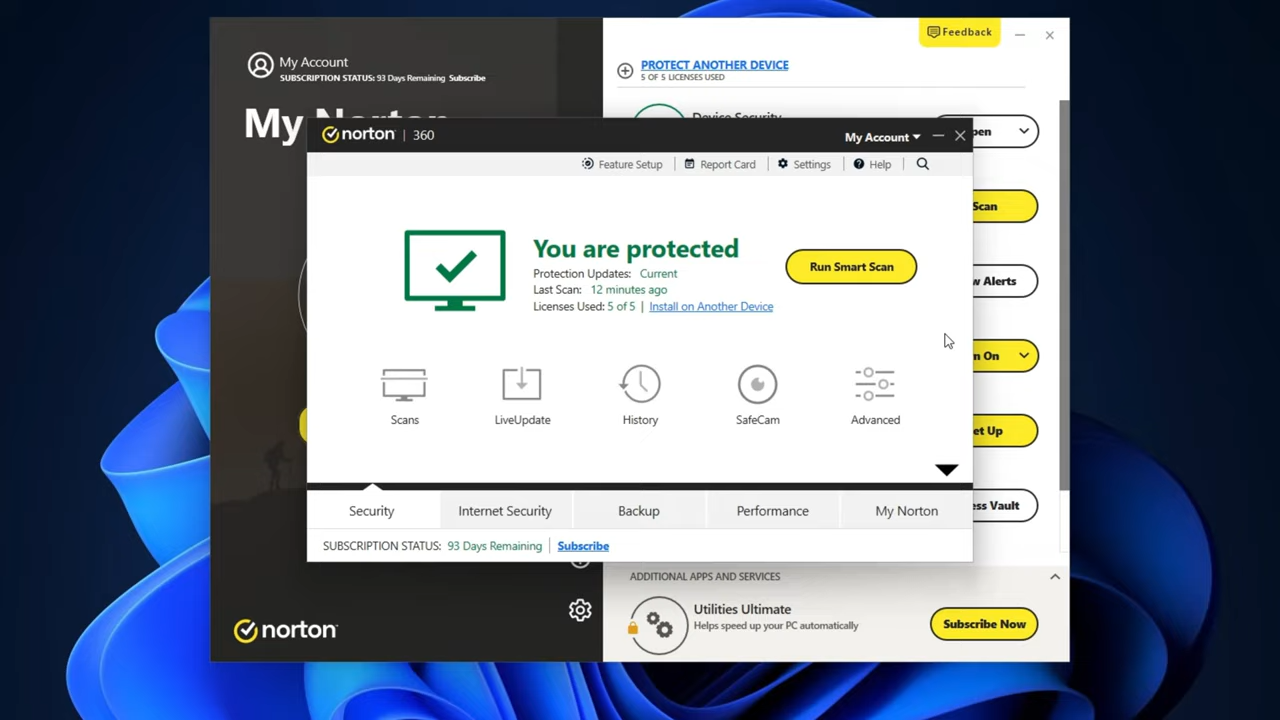 Feedback
My Account
SUBSCRIPTION STATUS: 93 Days Remaining Subscribe
PROTECT ANOTHER DEVICE
5 OF 5 LICENSES USED
My Norton
Device Security
norton | 360
My Account
Feature Setup
Report Card
Settings
Help
You are protected
Protection Updates: Current
Last Scan: 12 minutes ago
Licenses Used: 5 of 5 | Install on Another Device
Run Smart Scan
Scan
Alerts
On
Up
Vault
Scans
LiveUpdate
History
SafeCam
Advanced
Security
Internet Security
Backup
Performance
My Norton
SUBSCRIPTION STATUS: 93 Days Remaining
Subscribe
ADDITIONAL APPS AND SERVICES
Utilities Ultimate
Helps speed up your PC automatically
Subscribe Now
norton